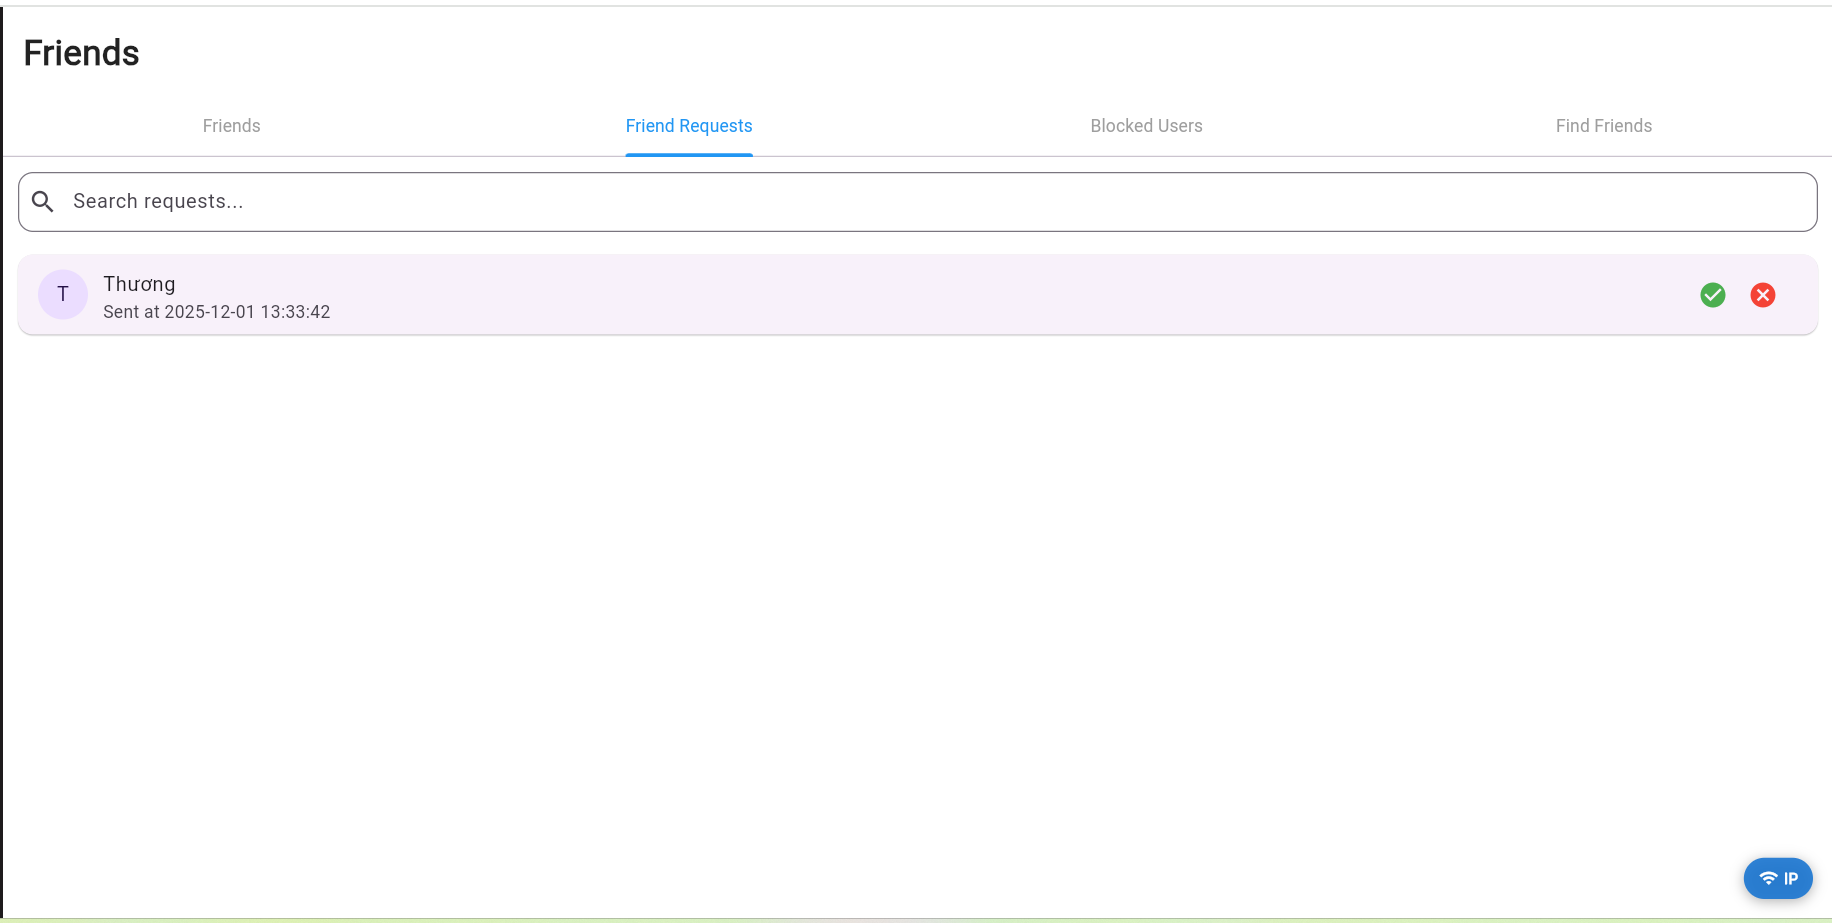 Friends
Friends
Friend Requests
Blocked Users
Find Friends
Search requests...
T
Thương
Sent at 2025-12-01 13:33:42
IP